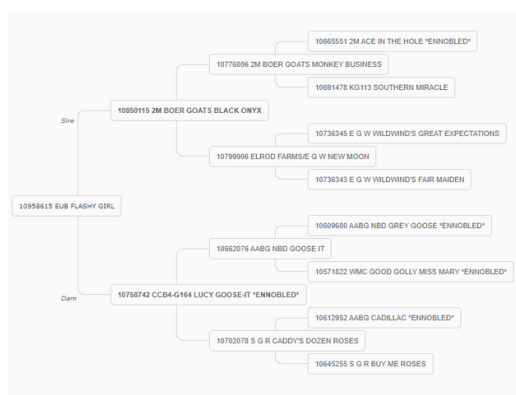 10665551 2M ACE IN THE HOLE *ENNOBLED*
10776806 2M BOER GOATS MONKEY BUSINESS
10691478 KG113 SOUTHERN MIRACLE
10850115 2M BOER GOATS BLACK ONYX
Sire
10736345 E G W WILDWIND'S GREAT EXPECTATIONS
10799906 ELROD FARMS/E G W NEW MOON
10736343 E G W WILDWIND'S FAIR MAIDEN
10958615 EUB FLASHY GIRL
10609680 AABG NBD GREY GOOSE *ENNOBLED*
10662076 AABG NBD GOOSE IT
10571822 WMC GOOD GOLLY MISS MARY *ENNOBLED*
10758742 CCB4-G164 LUCY GOOSE-IT *ENNOBLED*
Dam
10612952 AABG CADILLAC *ENNOBLED*
10702078 S G R CADDY'S DOZEN ROSES
10645255 S G R BUY ME ROSES